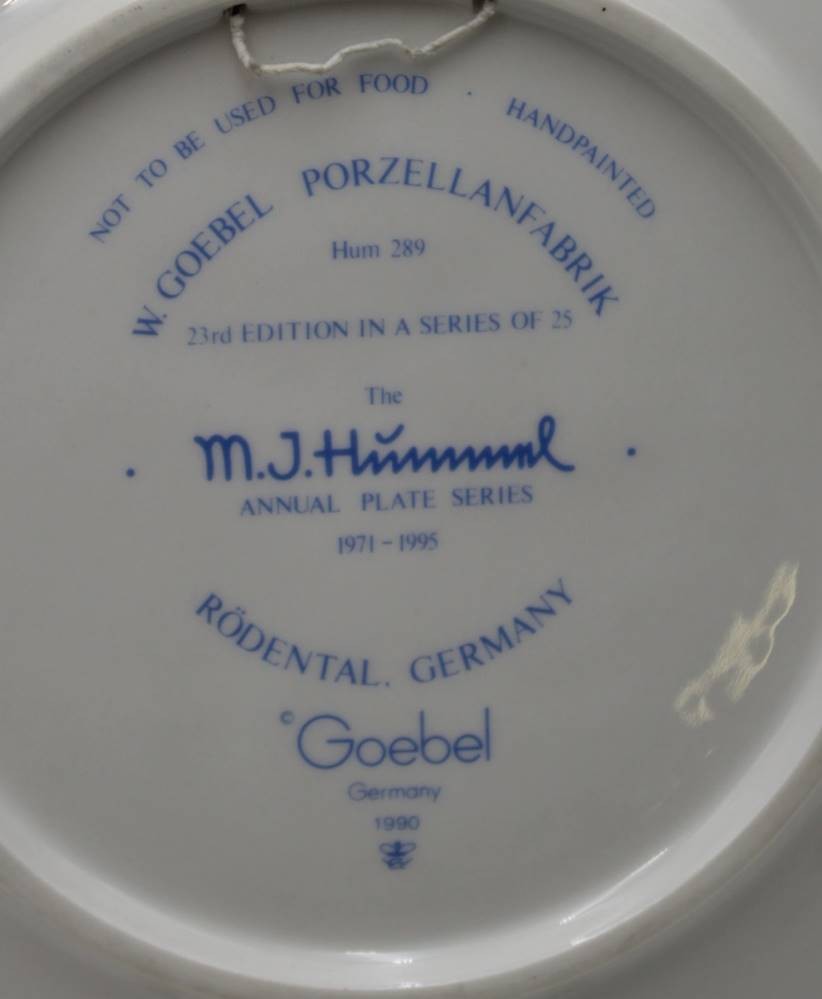 NOT TO BE USED FOR FOOD · HANDPAINTED
W. GOEBEL PORZELLANFABRIK
Hum 289
23rd EDITION IN A SERIES OF 25
The
· M.J.Hummel ·
ANNUAL PLATE SERIES
1971-1995
RÖDENTAL. GERMANY
© Goebel
Germany
1990